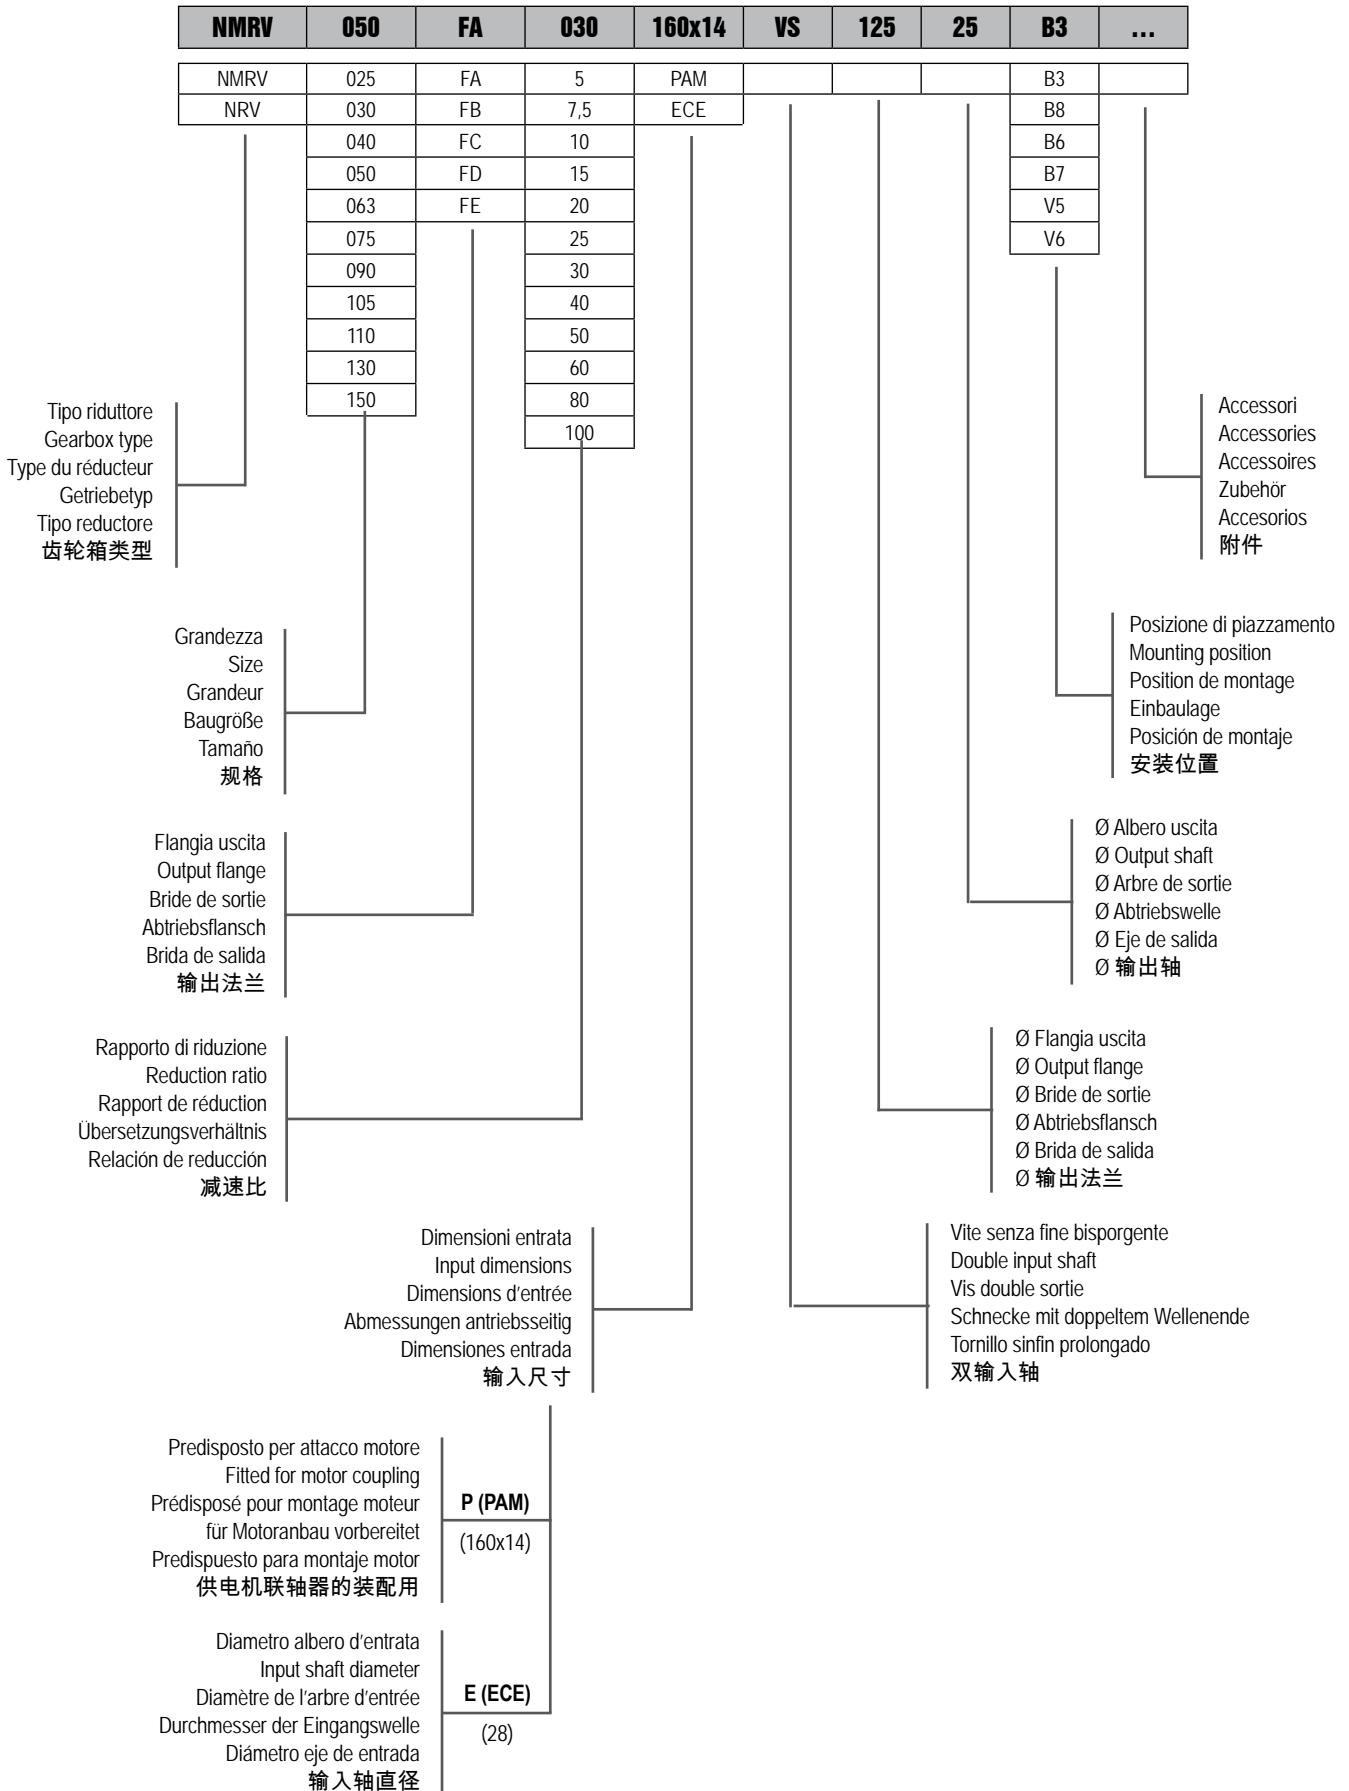 NMRV 050 FA 030 160x14 VS 125 25 B3 ...
NMRV 025 FA 5 PAM B3
NRV 030 FB 7,5 ECE B8
040 FC 10 B6
050 FD 15 B7
063 FE 20 V5
075 25 V6
090 30
105 40
110 50
130 60
150 80
100
Tipo riduttore
Gearbox type
Type du réducteur
Getriebetyp
Tipo reductore
齿轮箱类型
Accessori
Accessories
Accessoires
Zubehör
Accesorios
附件
Grandezza
Size
Grandeur
Baugröße
Tamaño
规格
Posizione di piazzamento
Mounting position
Position de montage
Einbaulage
Posición de montaje
安装位置
Flangia uscita
Output flange
Bride de sortie
Abtriebsflansch
Brida de salida
输出法兰
Ø Albero uscita
Ø Output shaft
Ø Arbre de sortie
Ø Abtriebswelle
Ø Eje de salida
Ø 输出轴
Rapporto di riduzione
Reduction ratio
Rapport de réduction
Übersetzungsverhältnis
Relación de reducción
减速比
Ø Flangia uscita
Ø Output flange
Ø Bride de sortie
Ø Abtriebsflansch
Ø Brida de salida
Ø 输出法兰
Dimensioni entrata
Input dimensions
Dimensions d'entrée
Abmessungen antriebsseitig
Dimensiones entrada
输入尺寸
Vite senza fine bisporgente
Double input shaft
Vis double sortie
Schnecke mit doppeltem Wellenende
Tornillo sinfin prolongado
双输入轴
Predisposto per attacco motore
Fitted for motor coupling
Prédisposé pour montage moteur
für Motoranbau vorbereitet
Predispuesto para montaje motor
供电机联轴器的装配用
P (PAM)
(160x14)
Diametro albero d'entrata
Input shaft diameter
Diamètre de l'arbre d'entrée
Durchmesser der Eingangswelle
Diámetro eje de entrada
输入轴直径
E (ECE)
(28)